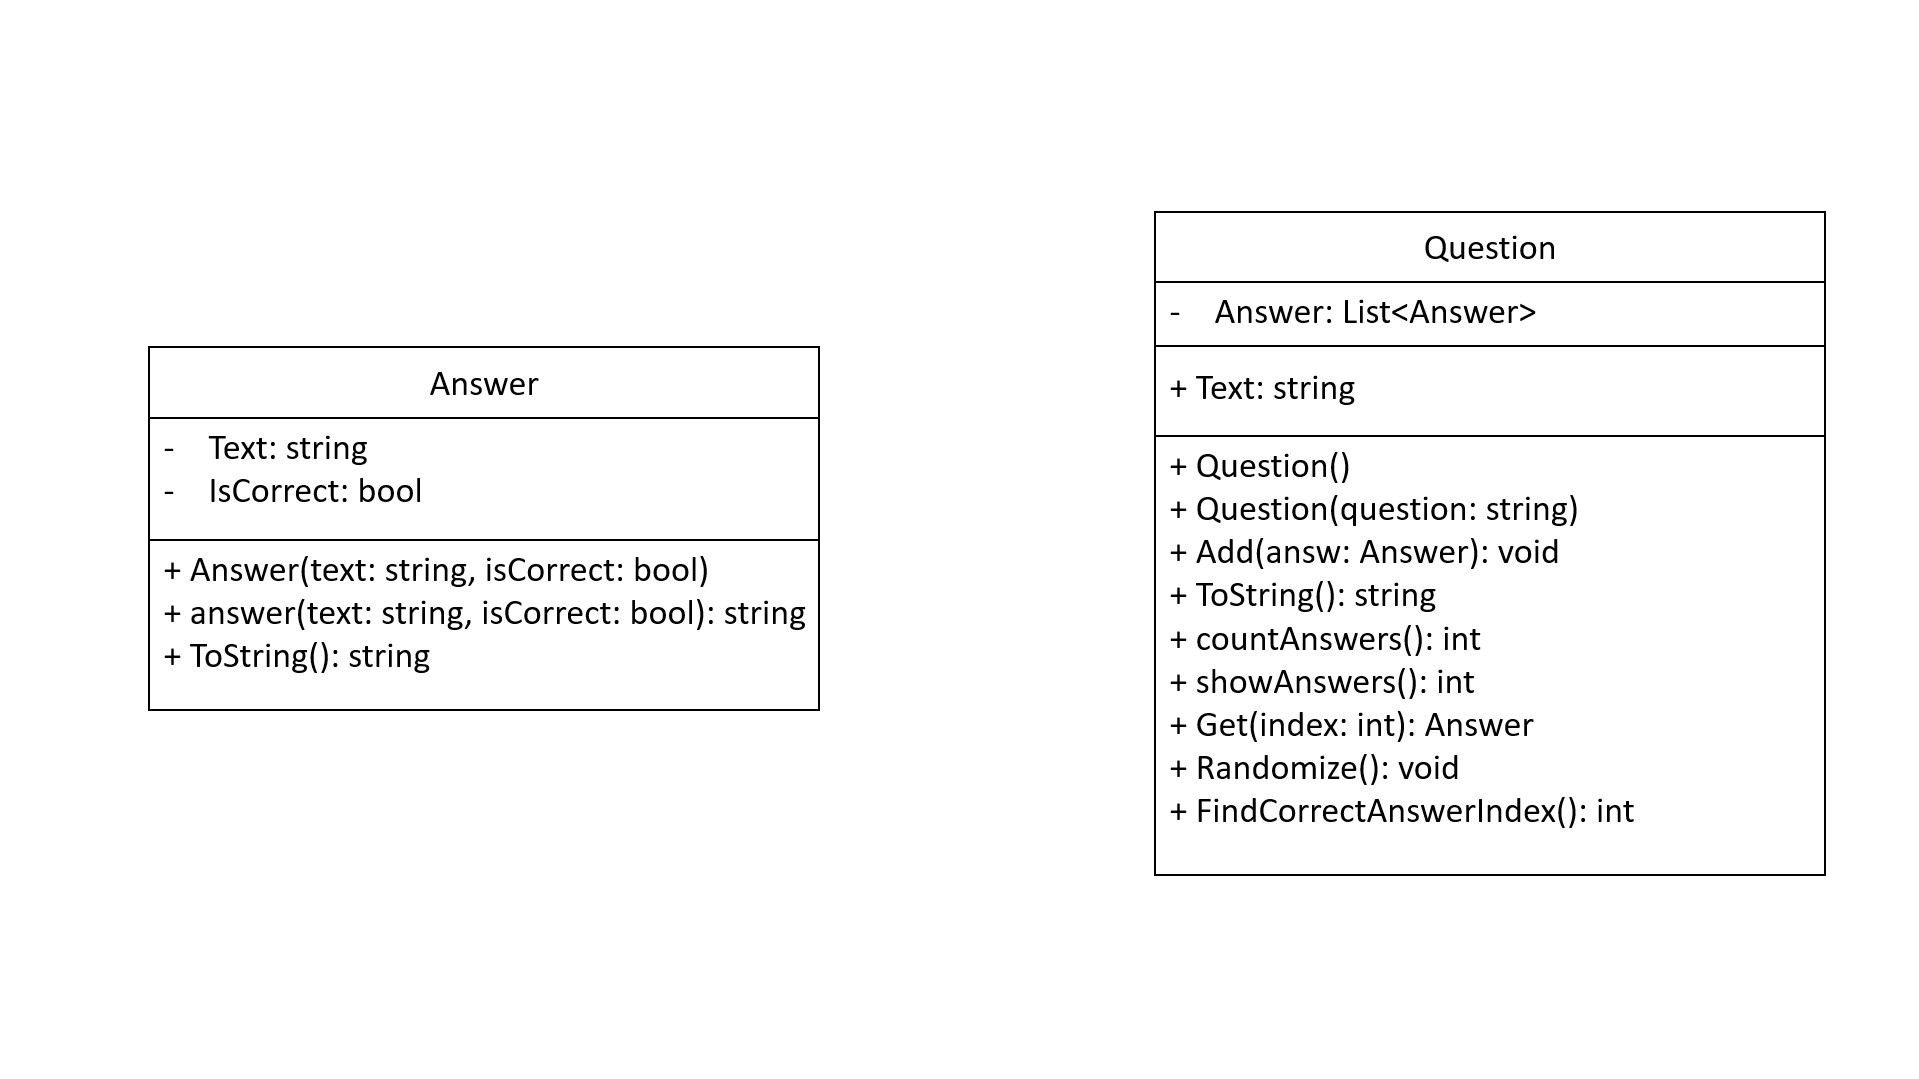 Answer
- Text: string
- IsCorrect: bool
+ Answer(text: string, isCorrect: bool)
+ answer(text: string, isCorrect: bool): string
+ ToString(): string
Question
- Answer: List<Answer>
+ Text: string
+ Question()
+ Question(question: string)
+ Add(answ: Answer): void
+ ToString(): string
+ countAnswers(): int
+ showAnswers(): int
+ Get(index: int): Answer
+ Randomize(): void
+ FindCorrectAnswerIndex(): int